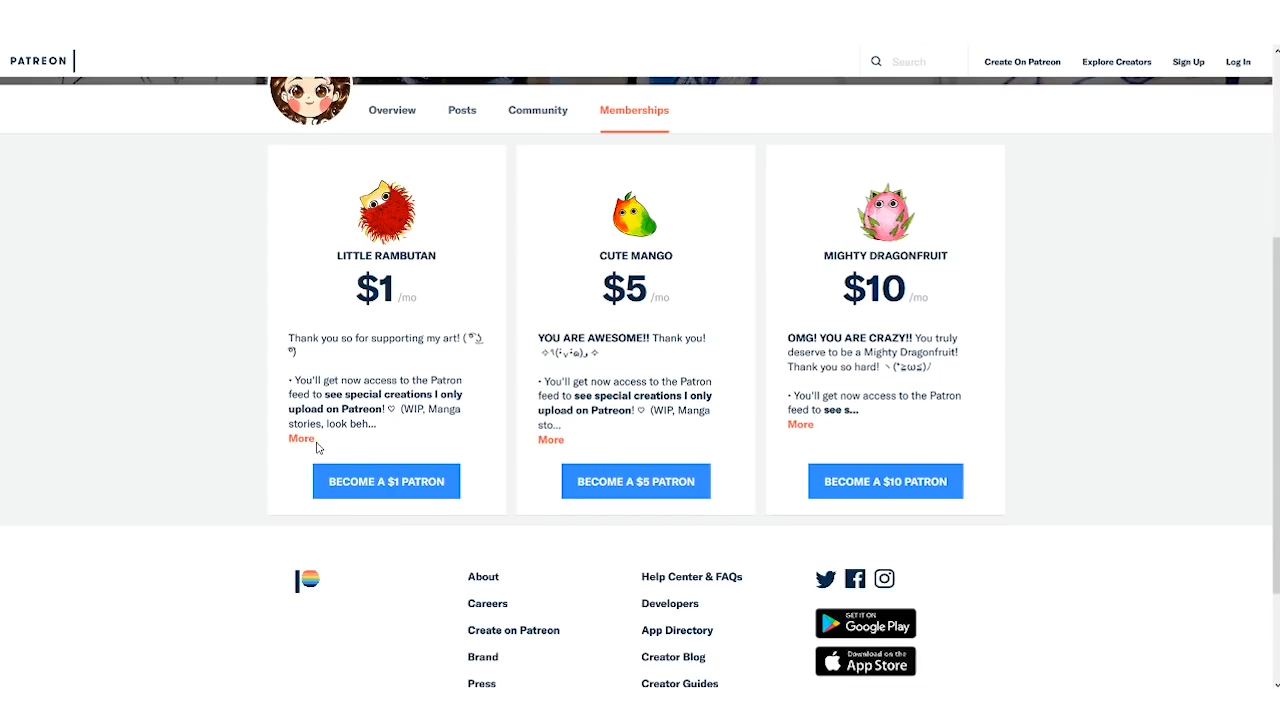 PATREON
Search
Create On Patreon
Explore Creators
Sign Up
Log In
Overview
Posts
Community
Memberships
LITTLE RAMBUTAN
$1 /mo
Thank you so for supporting my art! ( ͡° ͜ʖ
͡°)
• You'll get now access to the Patron
feed to see special creations I only
upload on Patreon! ♡ (WIP, Manga
stories, look beh...
More
BECOME A $1 PATRON
CUTE MANGO
$5 /mo
YOU ARE AWESOME!! Thank you!
• You'll get now access to the Patron
feed to see special creations I only
upload on Patreon! ♡ (WIP, Manga
sto...
More
BECOME A $5 PATRON
MIGHTY DRAGONFRUIT
$10 /mo
OMG! YOU ARE CRAZY!! You truly
deserve to be a Mighty Dragonfruit!
Thank you so hard! ヽ(*≧ω≦)ﾉ
• You'll get now access to the Patron
feed to see s...
More
BECOME A $10 PATRON
About
Careers
Create on Patreon
Brand
Press
Help Center & FAQs
Developers
App Directory
Creator Blog
Creator Guides
GET IT ON
Google Play
Download on the
App Store